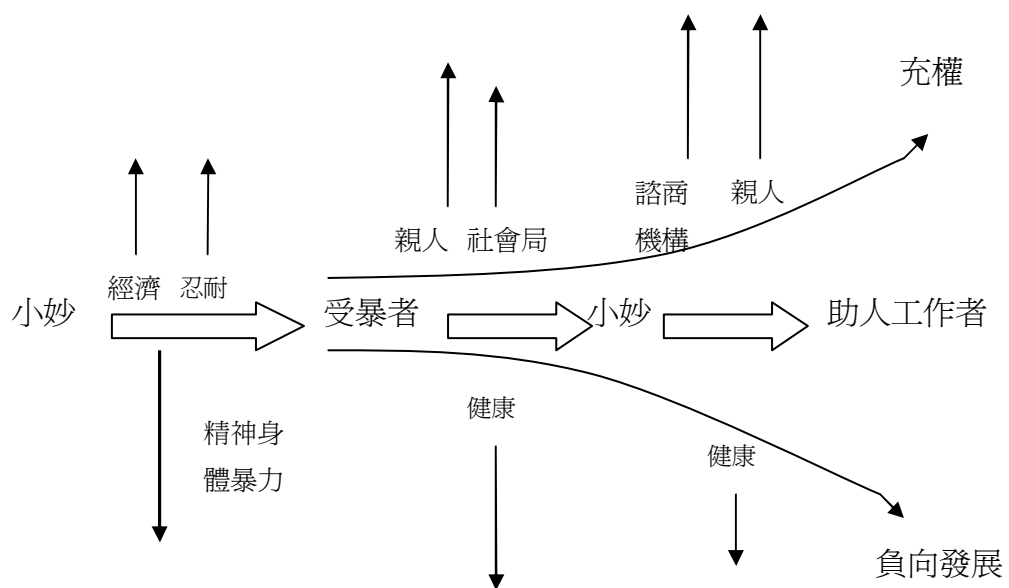 充權
諮商
機構
親人
親人
社會局
經濟
忍耐
小妙
受暴者
小妙
助人工作者
健康
精神身
體暴力
健康
負向發展